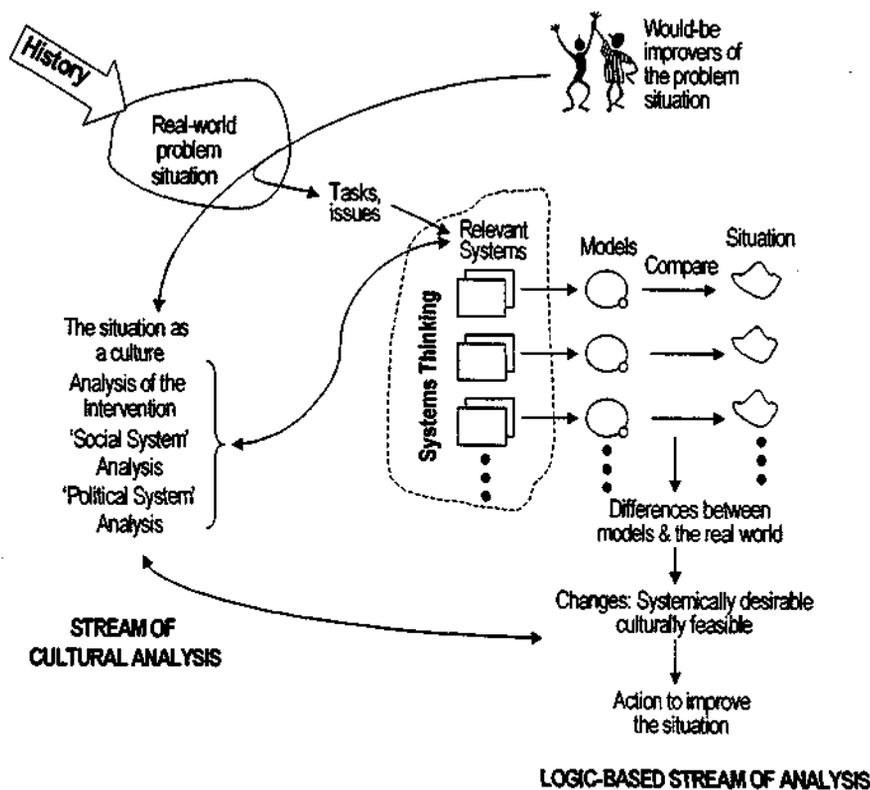 History
Would-be
improvers of
the problem
situation
Real-world
problem
situation
Tasks,
issues
Relevant
Systems
Models
Situation
Compare
Systems Thinking
The situation as
a culture
Analysis of the
Intervention
'Social System'
Analysis
'Political System'
Analysis
Differences between
models & the real world
Changes: Systemically desirable
culturally feasible
STREAM OF
CULTURAL ANALYSIS
Action to improve
the situation
LOGIC-BASED STREAM OF ANALYSIS